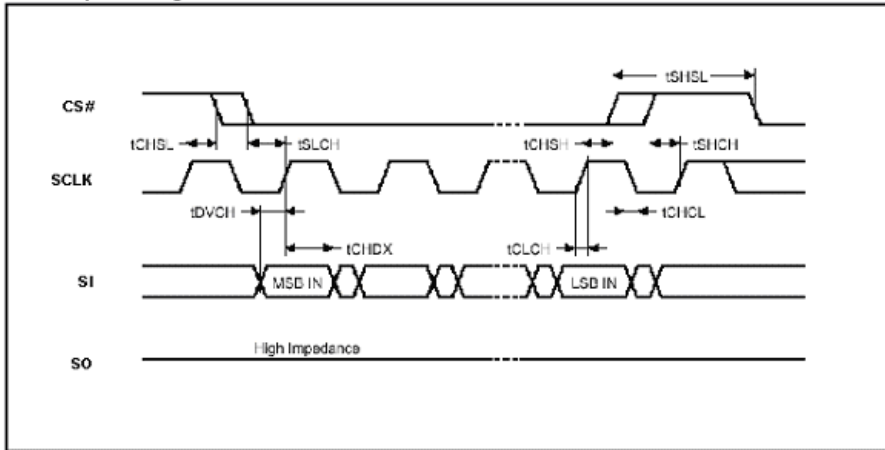 tSHSL
CS#
tCHSL
tSLCH
tCHSH
tSHCH
SCLK
tDVCH
tCHCL
tCHDX
tCLCH
SI
MSB IN
LSB IN
High Impedance
SO